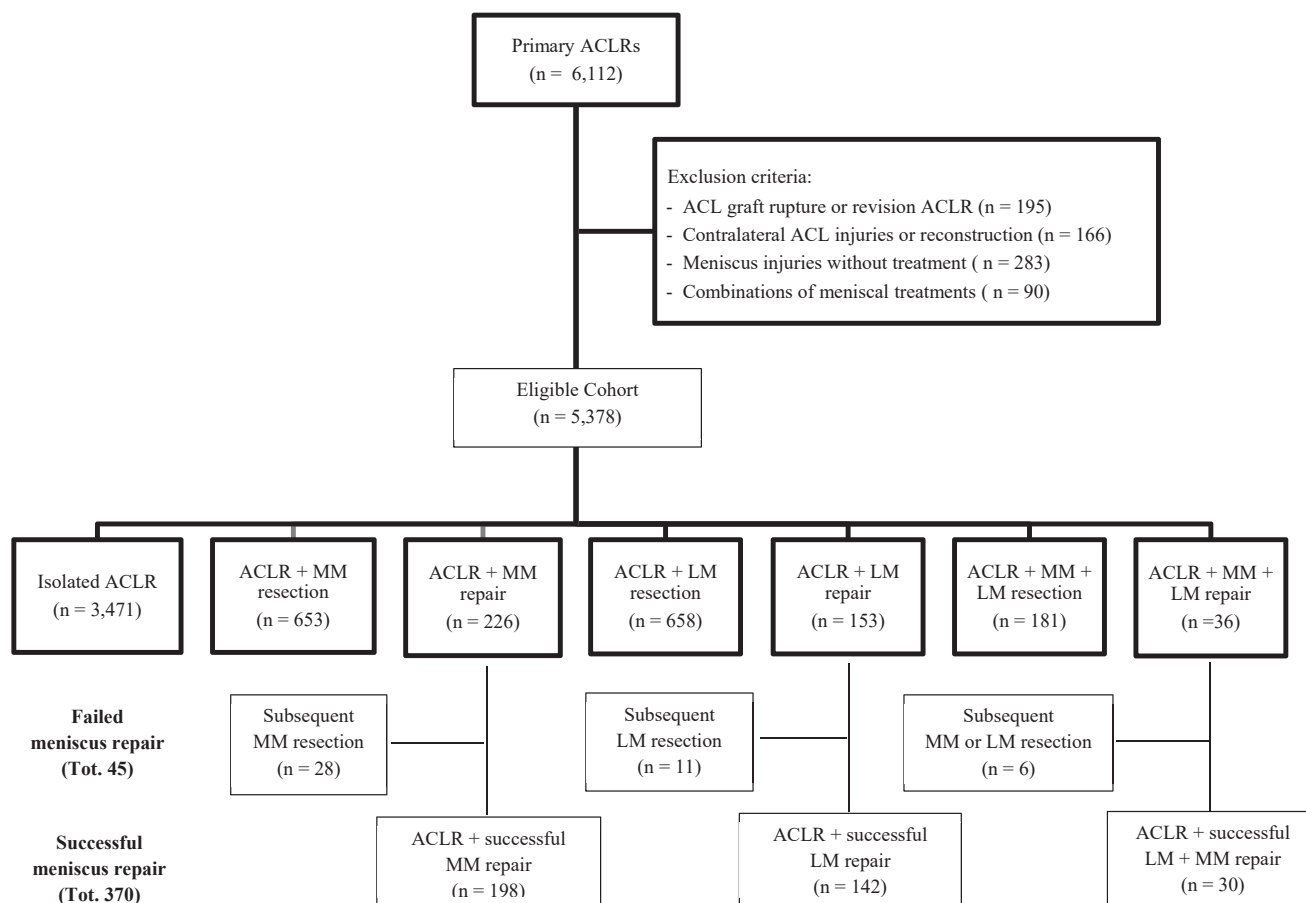 Primary ACLRs
(n = 6,112)
Exclusion criteria:
- ACL graft rupture or revision ACLR (n = 195)
- Contralateral ACL injuries or reconstruction (n = 166)
- Meniscus injuries without treatment ( n = 283)
- Combinations of meniscal treatments ( n = 90)
Eligible Cohort
(n = 5,378)
Isolated ACLR
(n = 3,471)
ACLR + MM
resection
(n = 653)
ACLR + MM
repair
(n = 226)
ACLR + LM
resection
(n = 658)
ACLR + LM
repair
(n = 153)
ACLR + MM +
LM resection
(n = 181)
ACLR + MM +
LM repair
(n =36)
Failed
meniscus repair
(Tot. 45)
Subsequent
MM resection
(n = 28)
Subsequent
LM resection
(n = 11)
Subsequent
MM or LM resection
(n = 6)
Successful
meniscus repair
(Tot. 370)
ACLR + successful
MM repair
(n = 198)
ACLR + successful
LM repair
(n = 142)
ACLR + successful
LM + MM repair
(n = 30)